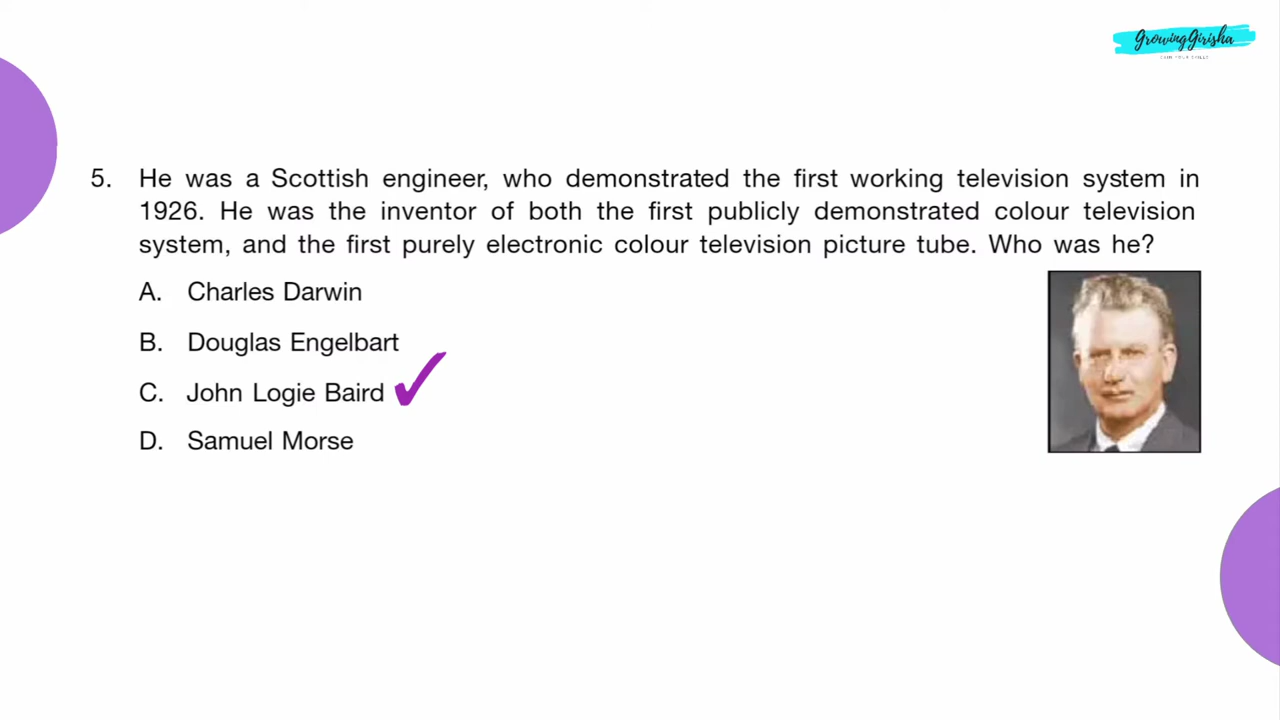 GrowingGirisha
5. He was a Scottish engineer, who demonstrated the first working television system in
1926. He was the inventor of both the first publicly demonstrated colour television
system, and the first purely electronic colour television picture tube. Who was he?
A. Charles Darwin
B. Douglas Engelbart
C. John Logie Baird
D. Samuel Morse